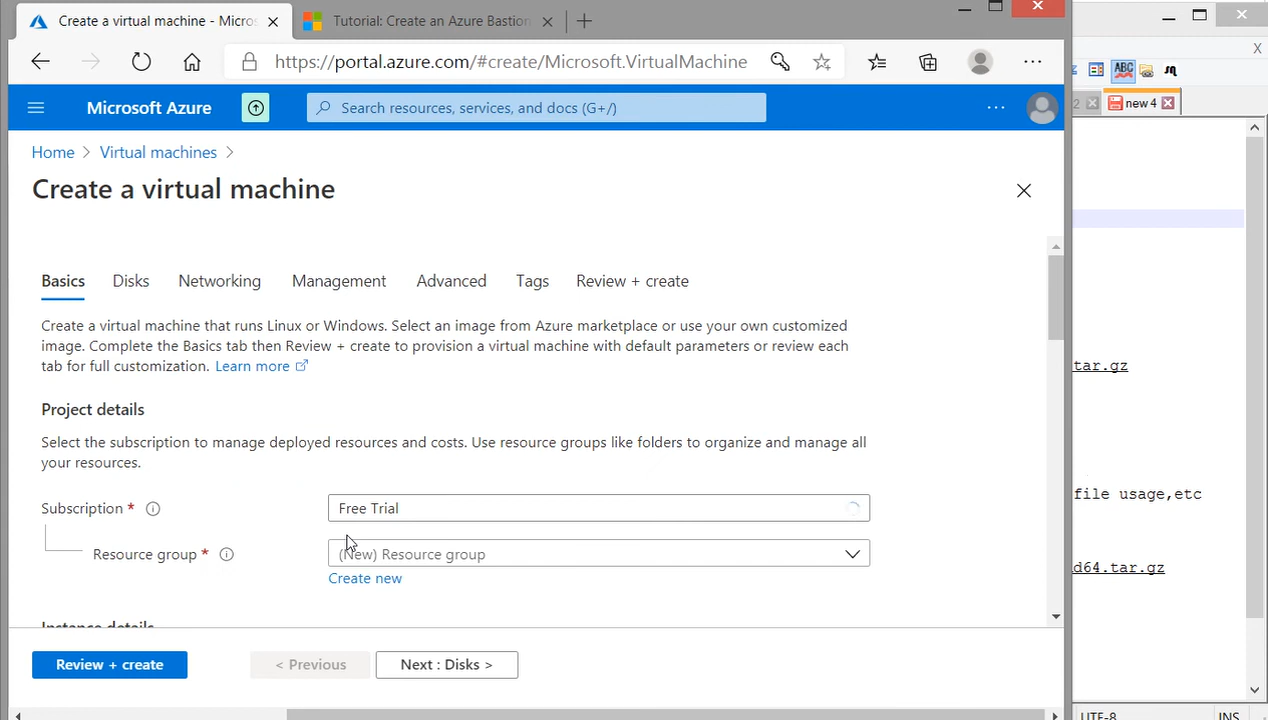 Create a virtual machine - Micros
Tutorial: Create an Azure Bastion
https://portal.azure.com/#create/Microsoft.VirtualMachine
ABC
2
new 4
Microsoft Azure
Search resources, services, and docs (G+/)
Home > Virtual machines >
Create a virtual machine
Basics
Disks
Networking
Management
Advanced
Tags
Review + create
Create a virtual machine that runs Linux or Windows. Select an image from Azure marketplace or use your own customized
image. Complete the Basics tab then Review + create to provision a virtual machine with default parameters or review each
tab for full customization. Learn more
Project details
Select the subscription to manage deployed resources and costs. Use resource groups like folders to organize and manage all
your resources.
Subscription *
Free Trial
Resource group *
(New) Resource group
Create new
Instance details
Review + create
< Previous
Next : Disks >
tar.gz
file usage,etc
d64.tar.gz
UTF-8
INS